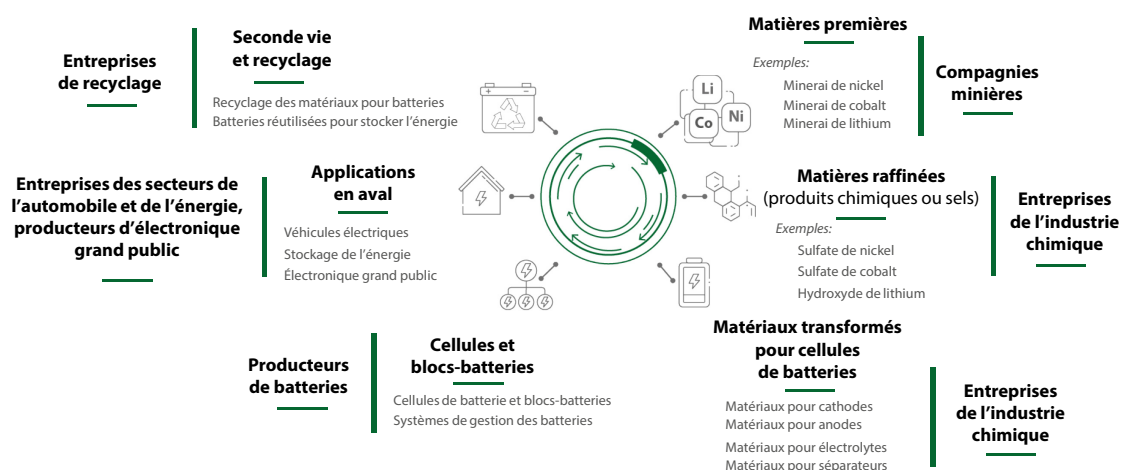 Matières premières
Exemples:
Minerai de nickel
Minerai de cobalt
Minerai de lithium
Compagnies
minières
Li
Co
Ni
Matières raffinées
(produits chimiques ou sels)
Exemples:
Sulfate de nickel
Sulfate de cobalt
Hydroxyde de lithium
Entreprises
de l'industrie
chimique
Matériaux transformés
pour cellules
de batteries
Matériaux pour cathodes
Matériaux pour anodes
Matériaux pour électrolytes
Matériaux pour séparateurs
Entreprises
de l'industrie
chimique
Cellules et
blocs-batteries
Cellules de batterie et blocs-batteries
Systèmes de gestion des batteries
Producteurs
de batteries
Applications
en aval
Véhicules électriques
Stockage de l'énergie
Électronique grand public
Entreprises des secteurs de
l'automobile et de l'énergie,
producteurs d'électronique
grand public
Seconde vie
et recyclage
Recyclage des matériaux pour batteries
Batteries réutilisées pour stocker l'énergie
Entreprises
de recyclage